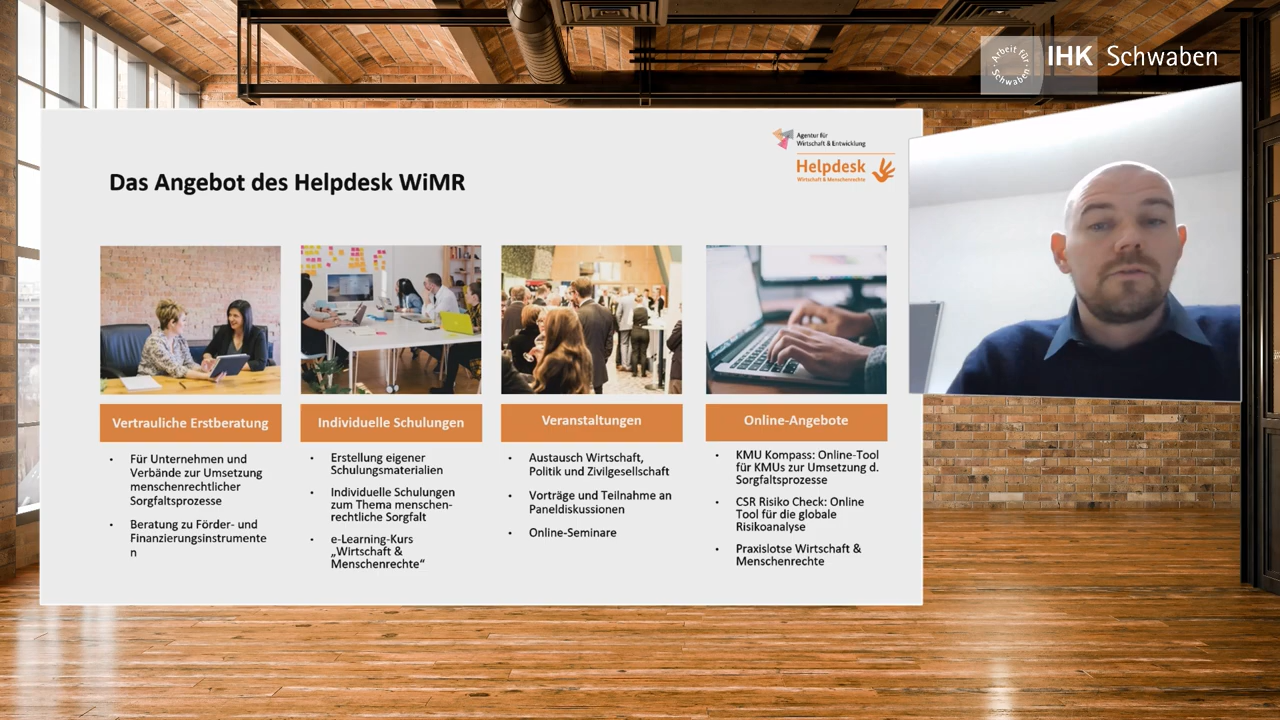 Arbeit für
Schwaben
IHK Schwaben
Agentur für
Wirtschaft & Entwicklung
Helpdesk
Wirtschaft & Menschenrechte
Das Angebot des Helpdesk WiMR
Vertrauliche Erstberatung
• Für Unternehmen und
Verbände zur Umsetzung
menschenrechtlicher
Sorgfaltsprozesse
• Beratung zu Förder- und
Finanzierungsinstrumente
n
Individuelle Schulungen
• Erstellung eigener
Schulungsmaterialien
• Individuelle Schulungen
zum Thema menschen-
rechtliche Sorgfalt
• e-Learning-Kurs
„Wirtschaft &
Menschenrechte“
Veranstaltungen
• Austausch Wirtschaft,
Politik und Zivilgesellschaft
• Vorträge und Teilnahme an
Paneldiskussionen
• Online-Seminare
Online-Angebote
• KMU Kompass: Online-Tool
für KMUs zur Umsetzung d.
Sorgfaltsprozesse
• CSR Risiko Check: Online
Tool für die globale
Risikoanalyse
• Praxislotse Wirtschaft &
Menschenrechte